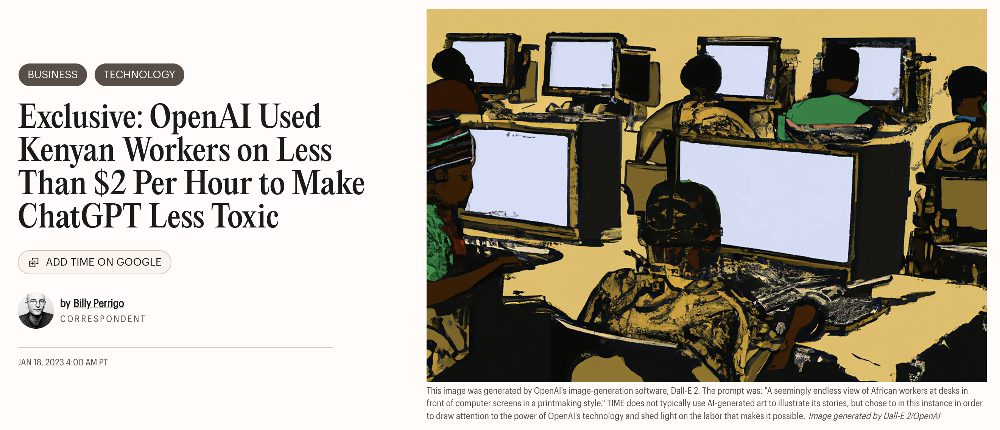 BUSINESS
TECHNOLOGY
Exclusive: OpenAI Used
Kenyan Workers on Less
Than $2 Per Hour to Make
ChatGPT Less Toxic
ADD TIME ON GOOGLE
by Billy Perrigo
CORRESPONDENT
JAN 18, 2023 4:00 AM PT
This image was generated by OpenAI's image-generation software, Dall-E 2. The prompt was: "A seemingly endless view of African workers at desks in
front of computer screens in a printmaking style." TIME does not typically use AI-generated art to illustrate its stories, but chose to in this instance in order
to draw attention to the power of OpenAI's technology and shed light on the labor that makes it possible. Image generated by Dall-E 2/OpenAI